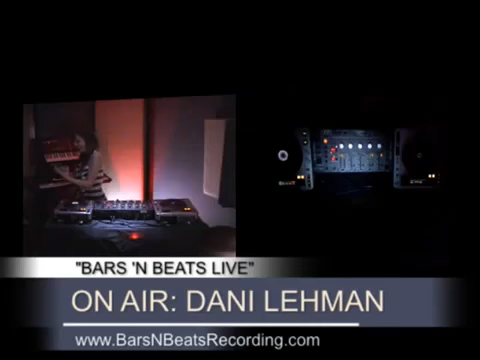 "BARS 'N BEATS LIVE"
ON AIR: DANI LEHMAN
www.BarsNBeatsRecording.com